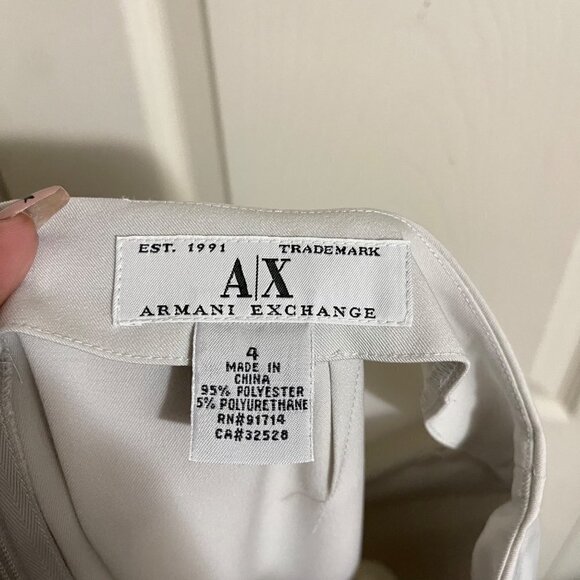 EST. 1991 TRADEMARK
A|X
ARMANI EXCHANGE
4
MADE IN
CHINA
95% POLYESTER
5% POLYURETHANE
RN#91714
CA#32528